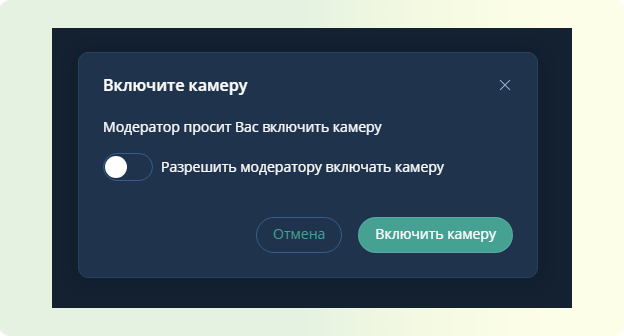 Включите камеру
Модератор просит Вас включить камеру
Разрешить модератору включать камеру
Отмена
Включить камеру